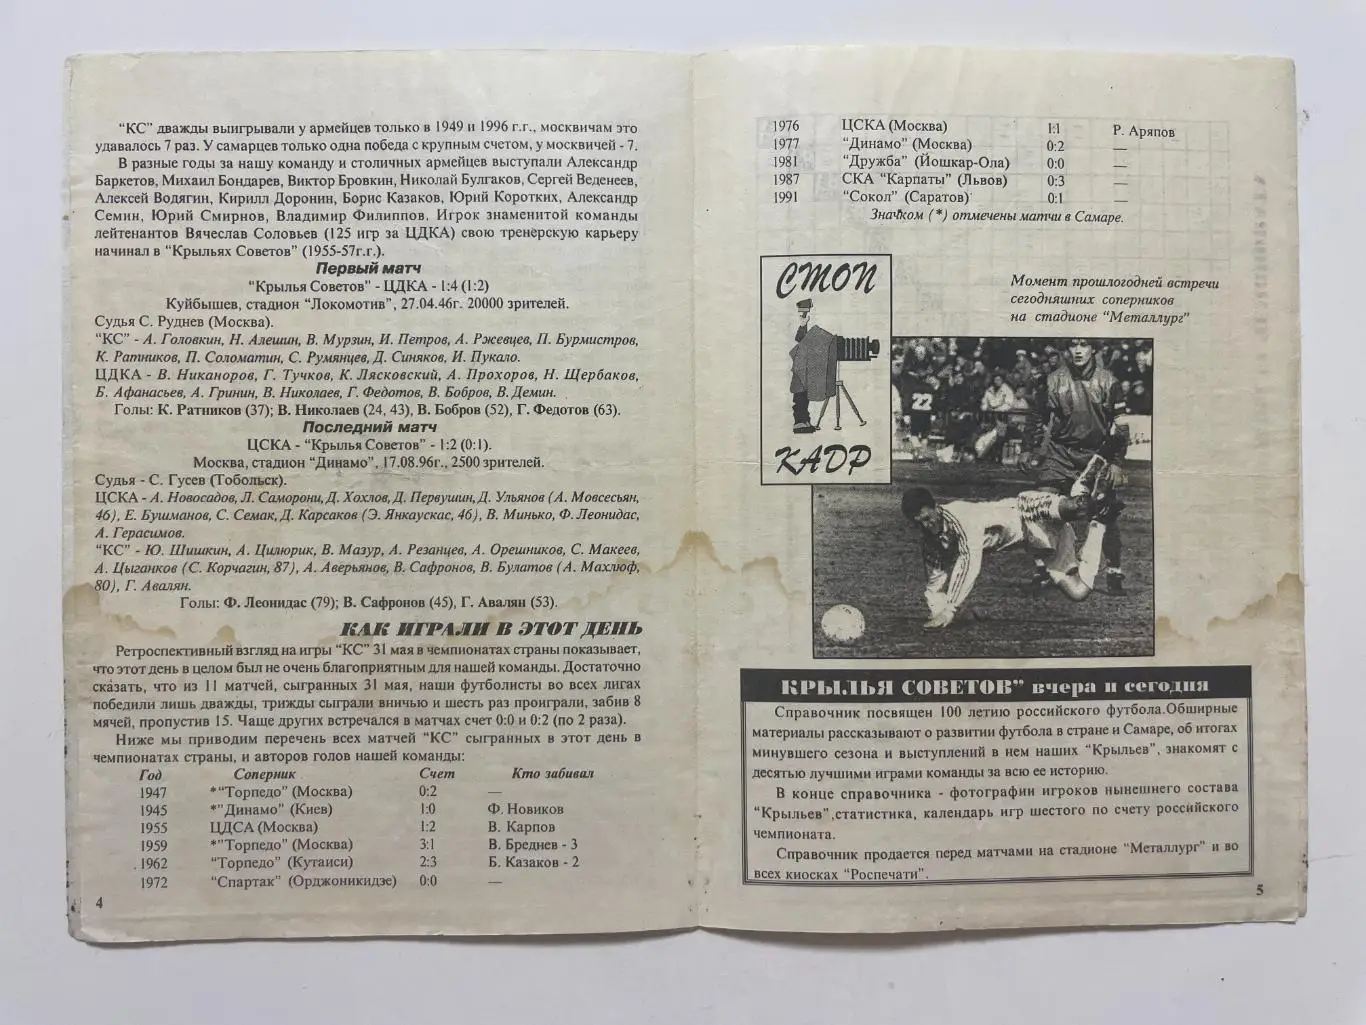 “КС” дважды выигрывали у армейцев только в 1949 и 1996 г.г., москвичам это
удавалось 7 раз. У самарцев только одна победа с крупным счетом, у москвичей - 7.
В разные годы за нашу команду и столичных армейцев выступали Александр
Баркетов, Михаил Бондарев, Виктор Бровкин, Николай Булгаков, Сергей Веденеев,
Алексей Водягин, Кирилл Доронин, Борис Казаков, Юрий Коротких, Александр
Семин, Юрий Смирнов, Владимир Филиппов. Игрок знаменитой команды
лейтенантов Вячеслав Соловьев (125 игр за ЦДКА) свою тренерскую карьеру
начинал в “Крыльях Советов” (1955-57г.г.).
Первый матч
“Крылья Советов” - ЦДКА - 1:4 (1:2)
Куйбышев, стадион “Локомотив”, 27.04.46г. 20000 зрителей.
Судья С. Руднев (Москва).
“КС” - А. Головкин, Н. Алешин, В. Мурзин, И. Петров, А. Ржевцев, П. Бурмистров,
К. Ратников, П. Соломатин, С. Румянцев, Д. Синяков, И. Пукало.
ЦДКА - В. Никаноров, Г. Тучков, К. Лясковский, А. Прохоров, Н. Щербаков,
Б. Афанасьев, А. Гринин, В. Николаев, Г. Федотов, В. Бобров, В. Демин.
Голы: К. Ратников (37); В. Николаев (24, 43), В. Бобров (52), Г. Федотов (63).
Последний матч
ЦСКА - “Крылья Советов” - 1:2 (0:1).
Москва, стадион “Динамо”, 17.08.96г., 2500 зрителей.
Судья - С. Гусев (Тобольск).
ЦСКА - А. Новосадов, Л. Саморони, Д. Хохлов, Д. Первушин, Д. Ульянов (А. Мовсесьян,
46), Е. Бушманов, С. Семак, Д. Карсаков (Э. Янкаускас, 46), В. Минько, Ф. Леонидас,
А. Герасимов.
“КС” - Ю. Шишкин, А. Цилюрик, В. Мазур, А. Резанцев, А. Орешников, С. Макеев,
А. Цыганков (С. Корчагин, 87), А. Аверьянов, В. Сафронов, В. Булатов (А. Махлюф,
80), Г. Авалян.
Голы: Ф. Леонидас (79); В. Сафронов (45), Г. Авалян (53).
КАК ИГРАЛИ В ЭТОТ ДЕНЬ
Ретроспективный взгляд на игры “КС” 31 мая в чемпионатах страны показывает,
что этот день в целом был не очень благоприятным для нашей команды. Достаточно
сказать, что из 11 матчей, сыгранных 31 мая, наши футболисты во всех лигах
победили лишь дважды, трижды сыграли вничью и шесть раз проиграли, забив 8
мячей, пропустив 15. Чаще других встречался в матчах счет 0:0 и 0:2 (по 2 раза).
Ниже мы приводим перечень всех матчей “КС” сыгранных в этот день в
чемпионатах страны, и авторов голов нашей команды:
Год Соперник Счет Кто забивал
1947 *“Торпедо” (Москва) 0:2 —
1945 *“Динамо” (Киев) 1:0 Ф. Новиков
1955 ЦДСА (Москва) 1:2 В. Карпов
1959 *“Торпедо” (Москва) 3:1 В. Бреднев - 3
1962 “Торпедо” (Кутаиси) 2:3 Б. Казаков - 2
1972 “Спартак” (Орджоникидзе) 0:0 —
4
1976 ЦСКА (Москва) 1:1 Р. Аряпов
1977 “Динамо” (Москва) 0:2 —
1981 “Дружба” (Йошкар-Ола) 0:0 —
1987 СКА “Карпаты” (Львов) 0:3 —
1991 “Сокол” (Саратов) 0:1 —
Значком (*) отмечены матчи в Самаре.
СТОП
КАДР
Момент прошлогодней встречи
сегодняшних соперников
на стадионе “Металлург”
22
КРЫЛЬЯ СОВЕТОВ” вчера и сегодня
Справочник посвящен 100 летию российского футбола. Обширные
материалы рассказывают о развитии футбола в стране и Самаре, об итогах
минувшего сезона и выступлений в нем наших “Крыльев”, знакомят с
десятью лучшими играми команды за всю ее историю.
В конце справочника - фотографии игроков нынешнего состава
“Крыльев”,статистика, календарь игр шестого по счету российского
чемпионата.
Справочник продается перед матчами на стадионе “Металлург” и во
всех киосках “Роспечати”.
5